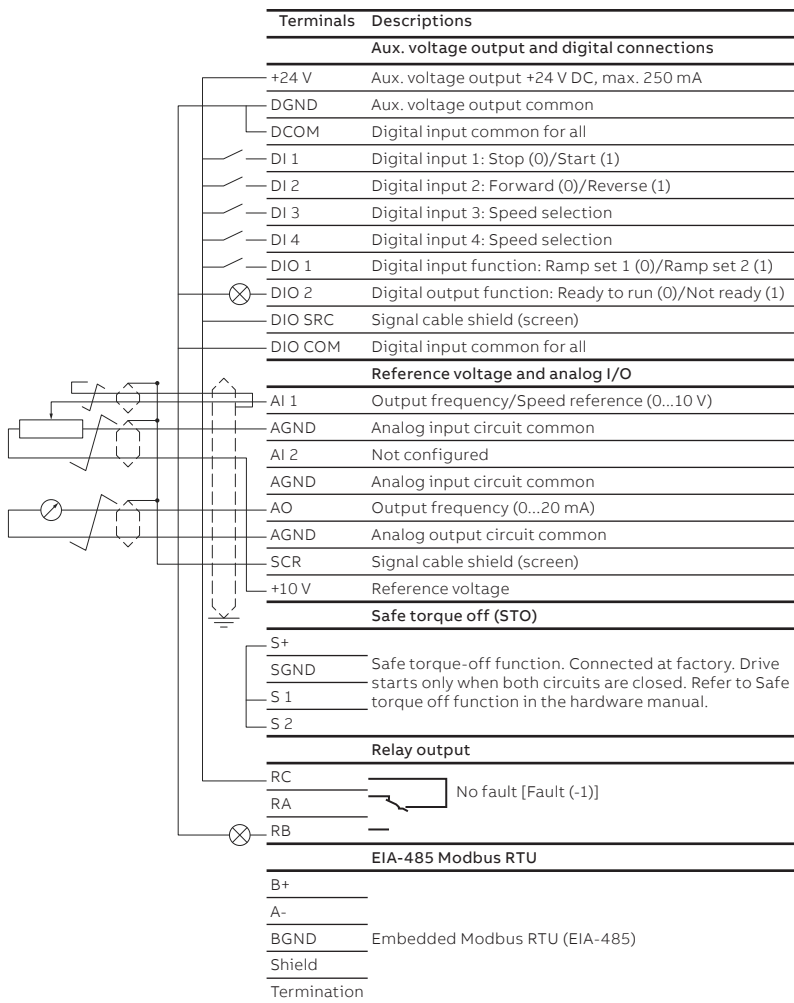 Terminals Descriptions
Aux. voltage output and digital connections
+24 V Aux. voltage output +24 V DC, max. 250 mA
DGND Aux. voltage output common
DCOM Digital input common for all
DI 1 Digital input 1: Stop (0)/Start (1)
DI 2 Digital input 2: Forward (0)/Reverse (1)
DI 3 Digital input 3: Speed selection
DI 4 Digital input 4: Speed selection
DIO 1 Digital input function: Ramp set 1 (0)/Ramp set 2 (1)
DIO 2 Digital output function: Ready to run (0)/Not ready (1)
DIO SRC Signal cable shield (screen)
DIO COM Digital input common for all
Reference voltage and analog I/O
AI 1 Output frequency/Speed reference (0...10 V)
AGND Analog input circuit common
AI 2 Not configured
AGND Analog input circuit common
AO Output frequency (0...20 mA)
AGND Analog output circuit common
SCR Signal cable shield (screen)
+10 V Reference voltage
Safe torque off (STO)
S+
SGND Safe torque-off function. Connected at factory. Drive
starts only when both circuits are closed. Refer to Safe
S 1 torque off function in the hardware manual.
S 2
Relay output
RC
No fault [Fault (-1)]
RA
RB
EIA-485 Modbus RTU
B+
A-
BGND Embedded Modbus RTU (EIA-485)
Shield
Termination